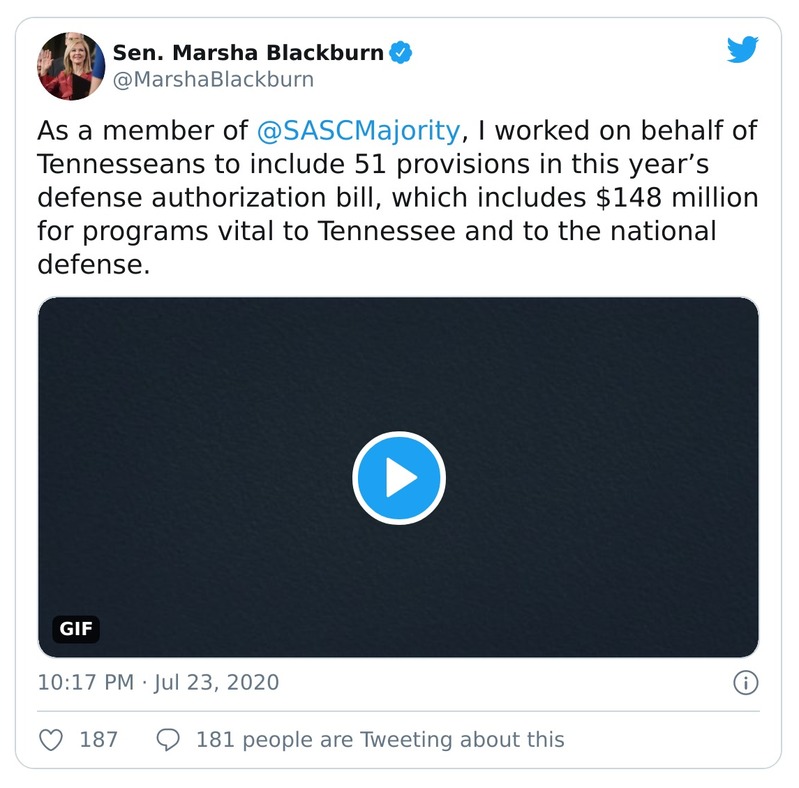 Sen. Marsha Blackburn
@MarshaBlackburn
As a member of @SASCMajority, I worked on behalf of
Tennesseans to include 51 provisions in this year’s
defense authorization bill, which includes $148 million
for programs vital to Tennessee and to the national
defense.
GIF
10:17 PM · Jul 23, 2020
187 181 people are Tweeting about this